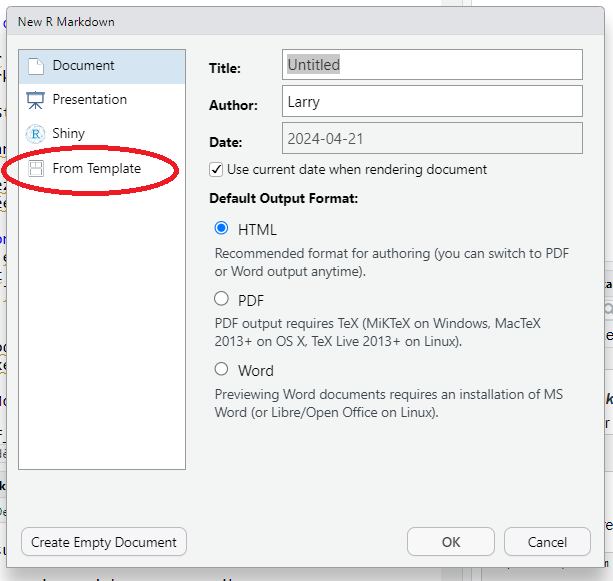 New R Markdown
Document
Presentation
Shiny
From Template
Title: Untitled
Author: Larry
Date: 2024-04-21
Use current date when rendering document
Default Output Format:
HTML
Recommended format for authoring (you can switch to PDF
or Word output anytime).
PDF
PDF output requires TeX (MiKTeX on Windows, MacTeX
2013+ on OS X, TeX Live 2013+ on Linux).
Word
Previewing Word documents requires an installation of MS
Word (or Libre/Open Office on Linux).
Create Empty Document
OK
Cancel